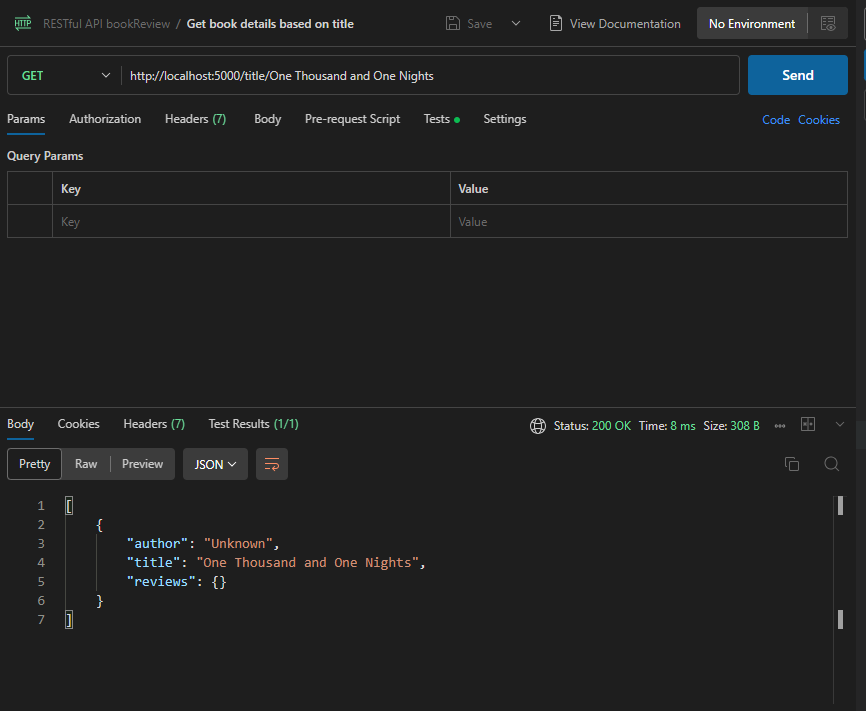 HTTP RESTful API bookReview / Get book details based on title Save View Documentation No Environment
GET http://localhost:5000/title/One Thousand and One Nights Send
Params Authorization Headers (7) Body Pre-request Script Tests Settings Code Cookies
Query Params
Key Value
Key Value
Body Cookies Headers (7) Test Results (1/1) Status: 200 OK Time: 8 ms Size: 308 B
Pretty Raw Preview JSON
1 [
2 {
3 "author": "Unknown",
4 "title": "One Thousand and One Nights",
5 "reviews": {}
6 }
7 ]